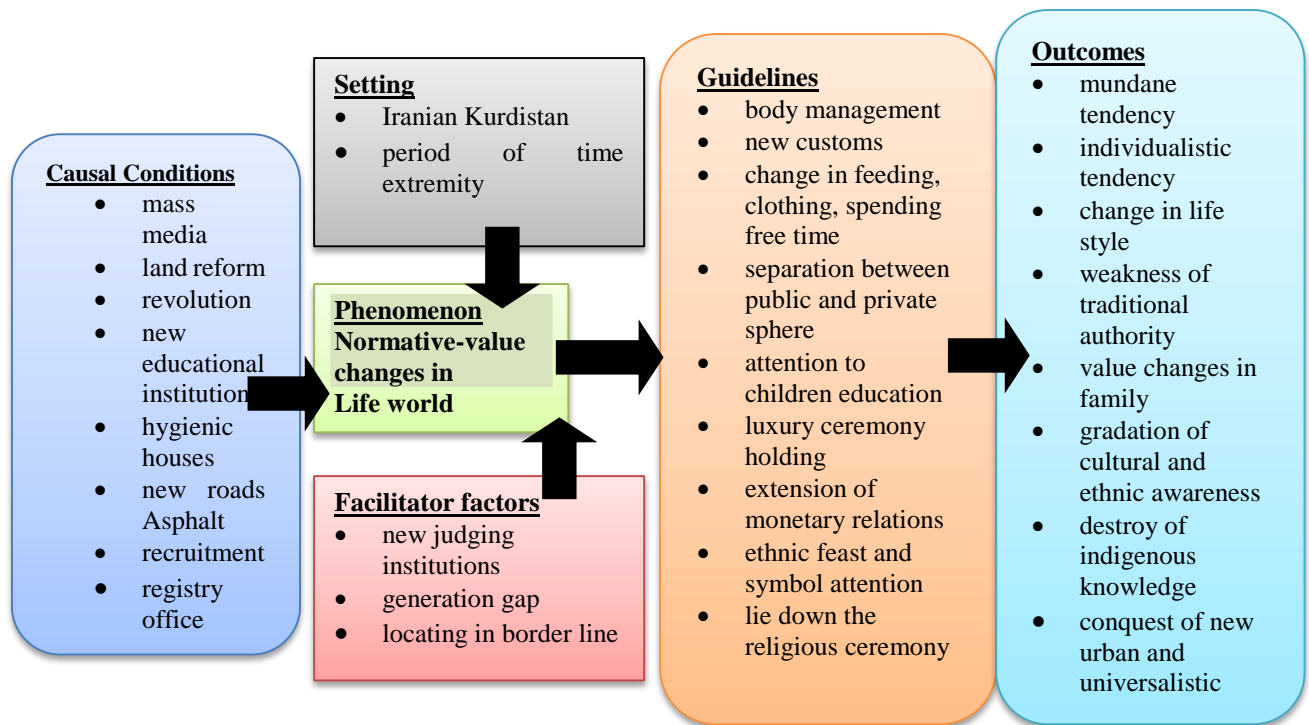 Causal Conditions
• mass
media
• land reform
• revolution
• new
educational
institution
• hygienic
houses
• new roads
Asphalt
• recruitment
• registry
office
Setting
• Iranian Kurdistan
• period of time
extremity
Phenomenon
Normative-value
changes in
Life world
Facilitator factors
• new judging
institutions
• generation gap
• locating in border line
Guidelines
• body management
• new customs
• change in feeding,
clothing, spending
free time
• separation between
public and private
sphere
• attention to
children education
• luxury ceremony
holding
• extension of
monetary relations
• ethnic feast and
symbol attention
• lie down the
religious ceremony
Outcomes
• mundane
tendency
• individualistic
tendency
• change in life
style
• weakness of
traditional
authority
• value changes in
family
• gradation of
cultural and
ethnic awareness
• destroy of
indigenous
knowledge
• conquest of new
urban and
universalistic